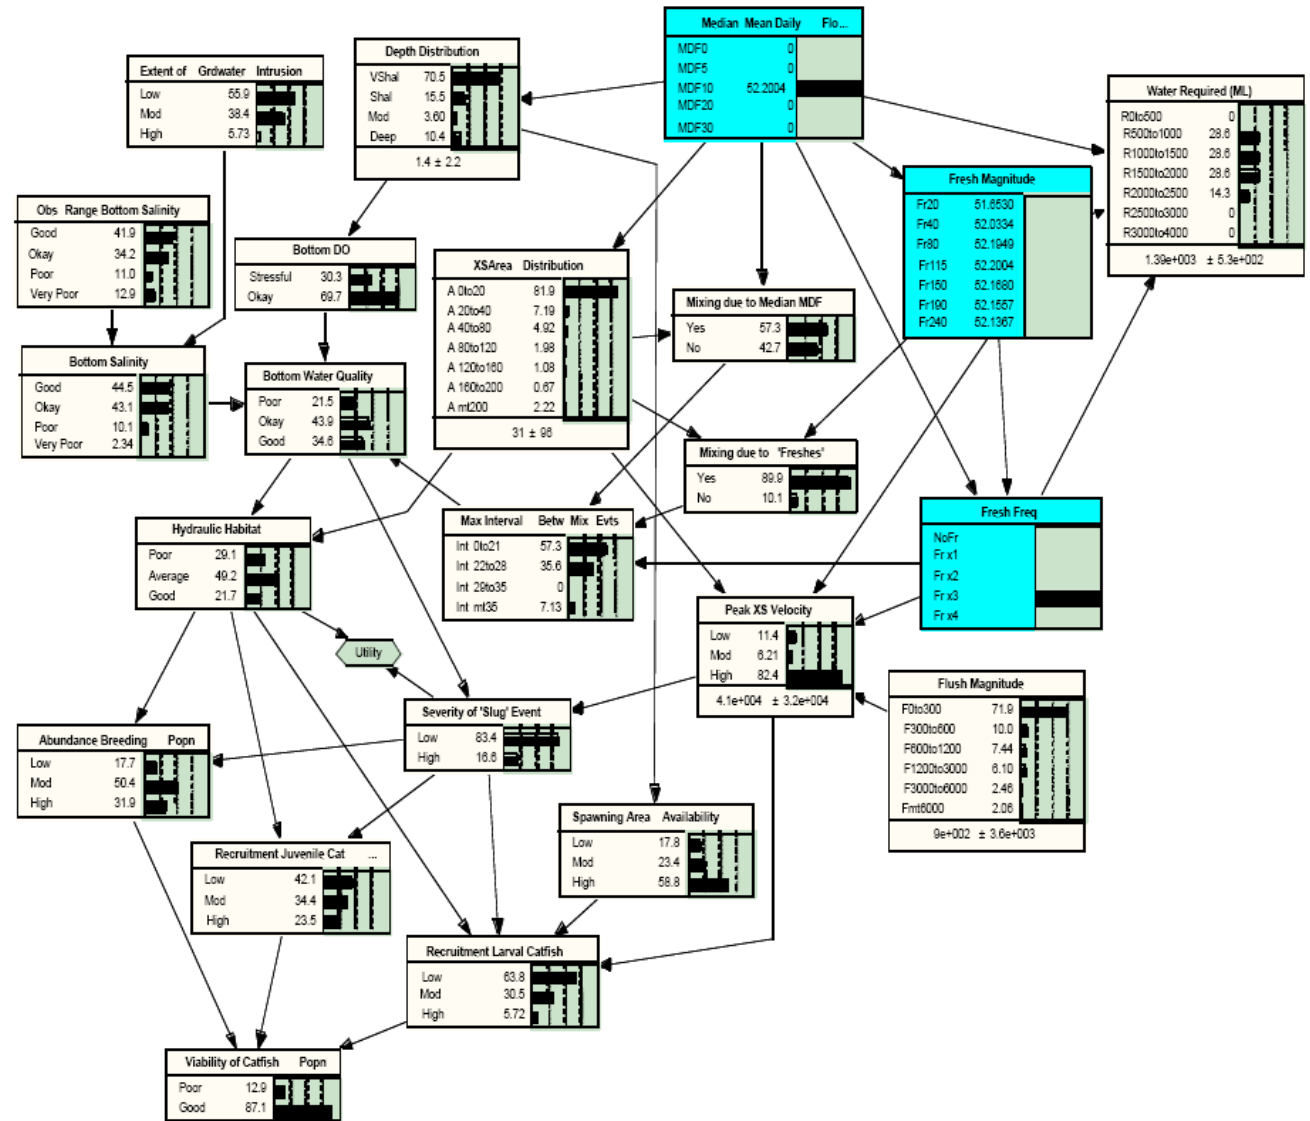 Median Mean Daily Flo...
MDF0 0
MDF5 0
MDF10 52.2004
MDF20 0
MDF30 0
Depth Distribution
VShal 70.5
Shal 15.5
Mod 3.60
Deep 10.4
1.4 ± 2.2
Extent of Grdwater Intrusion
Low 55.9
Mod 38.4
High 5.73
Water Required (ML)
R0to500 0
R500to1000 28.6
R1000to1500 28.6
R1500to2000 28.6
R2000to2500 14.3
R2500to3000 0
R3000to4000 0
1.39e+003 ± 5.3e+002
Fresh Magnitude
Fr20 51.6530
Fr40 52.0334
Fr80 52.1949
Fr115 52.2004
Fr150 52.1680
Fr190 52.1557
Fr240 52.1367
Obs Range Bottom Salinity
Good 41.9
Okay 34.2
Poor 11.0
Very Poor 12.9
Bottom DO
Stressful 30.3
Okay 69.7
XSArea Distribution
A 0to20 81.9
A 20to40 7.19
A 40to80 4.92
A 80to120 1.98
A 120to160 1.08
A 160to200 0.67
A mt200 2.22
31 ± 96
Mixing due to Median MDF
Yes 57.3
No 42.7
Bottom Salinity
Good 44.5
Okay 43.1
Poor 10.1
Very Poor 2.34
Bottom Water Quality
Poor 21.5
Okay 43.9
Good 34.6
Mixing due to 'Freshes'
Yes 89.9
No 10.1
Hydraulic Habitat
Poor 29.1
Average 49.2
Good 21.7
Max Interval Betw Mix Evts
Int 0to21 57.3
Int 22to28 35.6
Int 29to35 0
Int mt35 7.13
Fresh Freq
NoFr
Fr x1
Fr x2
Fr x3
Fr x4
Peak XS Velocity
Low 11.4
Mod 6.21
High 82.4
4.1e+004 ± 3.2e+004
Utility
Flush Magnitude
F0to300 71.9
F300to600 10.0
F600to1200 7.44
F1200to3000 6.10
F3000to6000 2.46
Fmt6000 2.06
9e+002 ± 3.6e+003
Severity of 'Slug' Event
Low 83.4
High 16.6
Abundance Breeding Popn
Low 17.7
Mod 50.4
High 31.9
Spawning Area Availability
Low 17.8
Mod 23.4
High 58.8
Recruitment Juvenile Cat ...
Low 42.1
Mod 34.4
High 23.5
Recruitment Larval Catfish
Low 63.8
Mod 30.5
High 5.72
Viability of Catfish Popn
Poor 12.9
Good 87.1